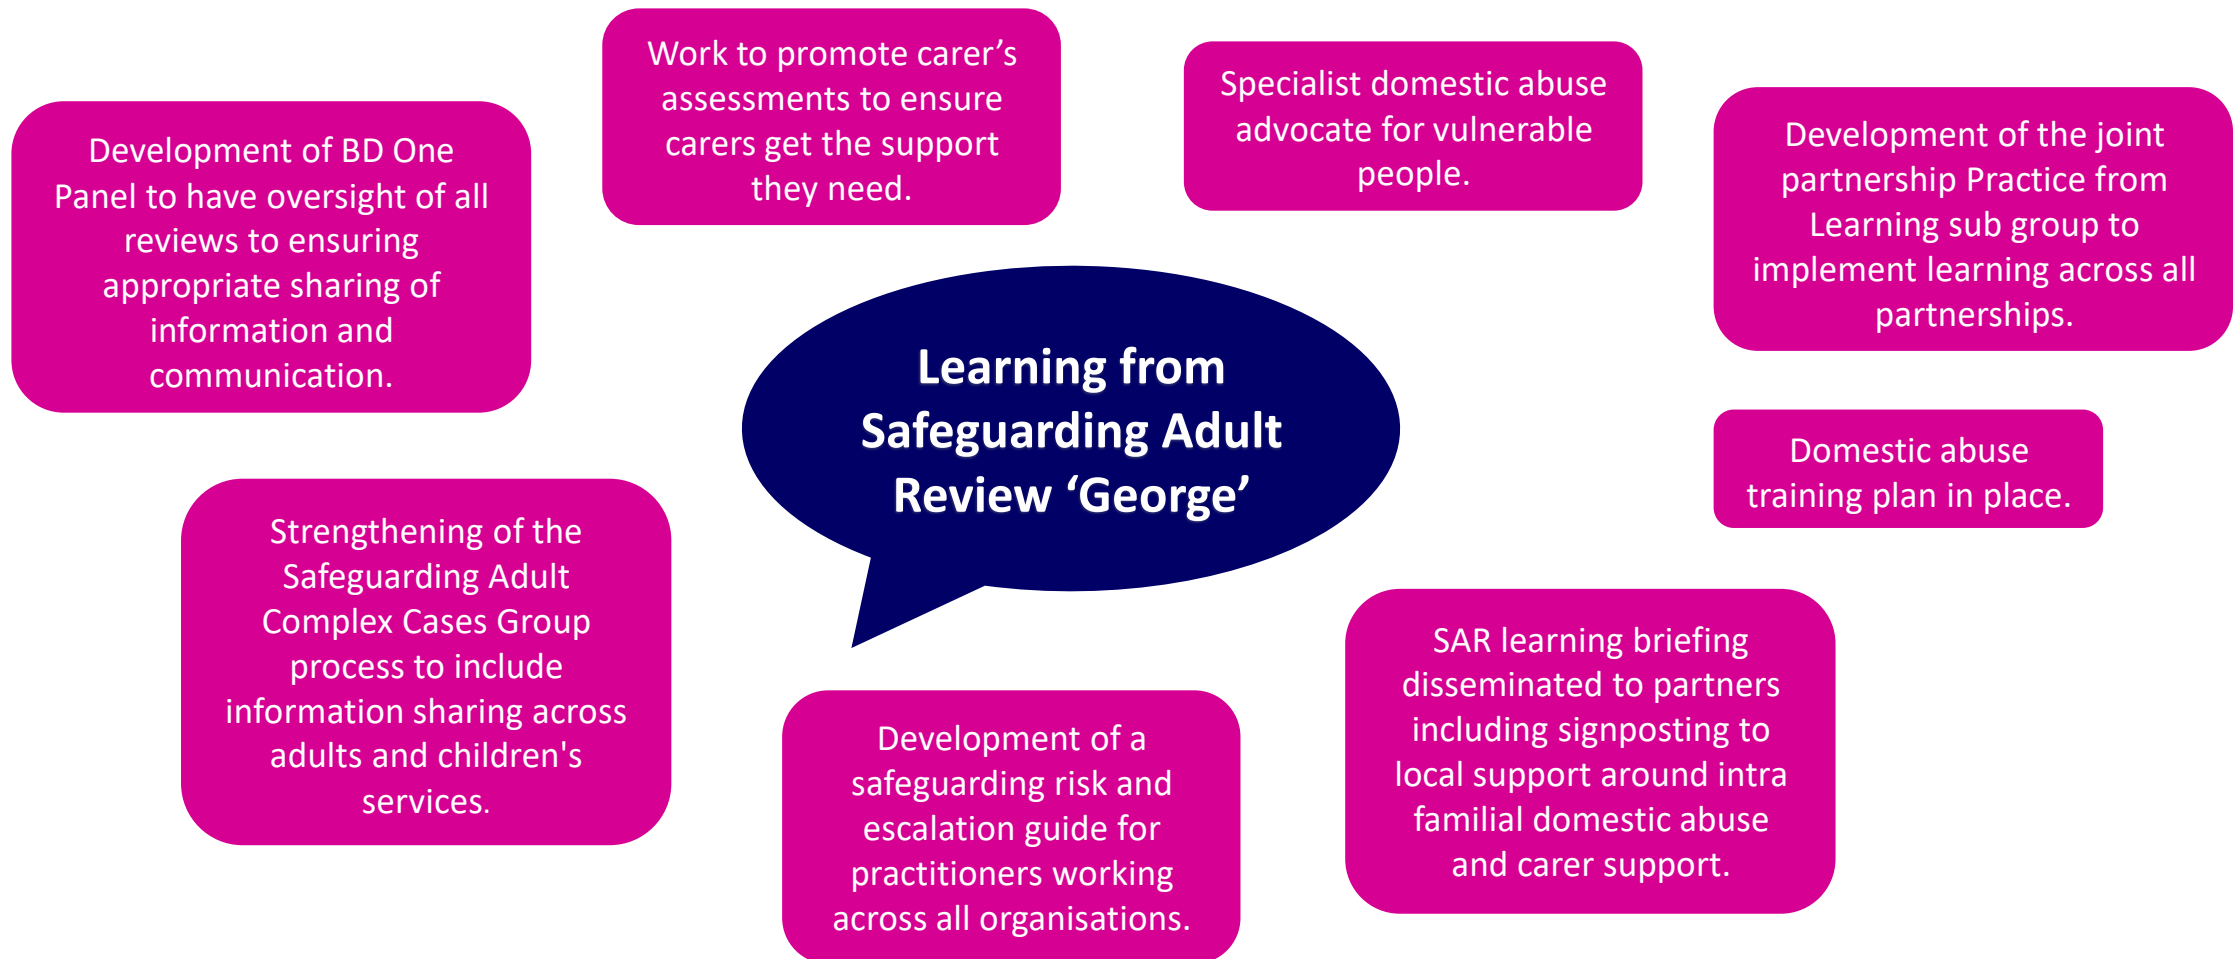 Work to promote carer’s
assessments to ensure
carers get the support
they need.
Specialist domestic abuse
advocate for vulnerable
people.
Development of BD One
Panel to have oversight of all
reviews to ensuring
appropriate sharing of
information and
communication.
Development of the joint
partnership Practice from
Learning sub group to
implement learning across all
partnerships.
Learning from
Safeguarding Adult
Review ‘George’
Domestic abuse
training plan in place.
Strengthening of the
Safeguarding Adult
Complex Cases Group
process to include
information sharing across
adults and children's
services.
Development of a
safeguarding risk and
escalation guide for
practitioners working
across all organisations.
SAR learning briefing
disseminated to partners
including signposting to
local support around intra
familial domestic abuse
and carer support.